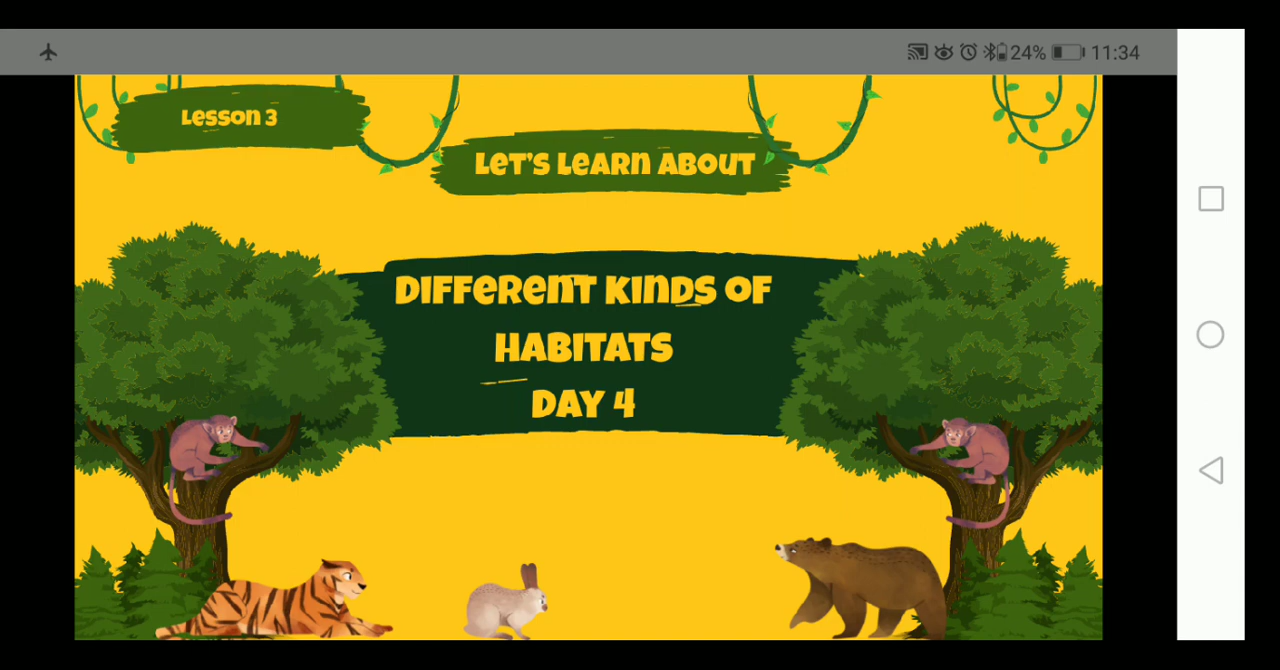 24% 11:34
Lesson 3
LET'S LEARN ABOUT
DIFFERENT KINDS OF
HABITATS
DAY 4